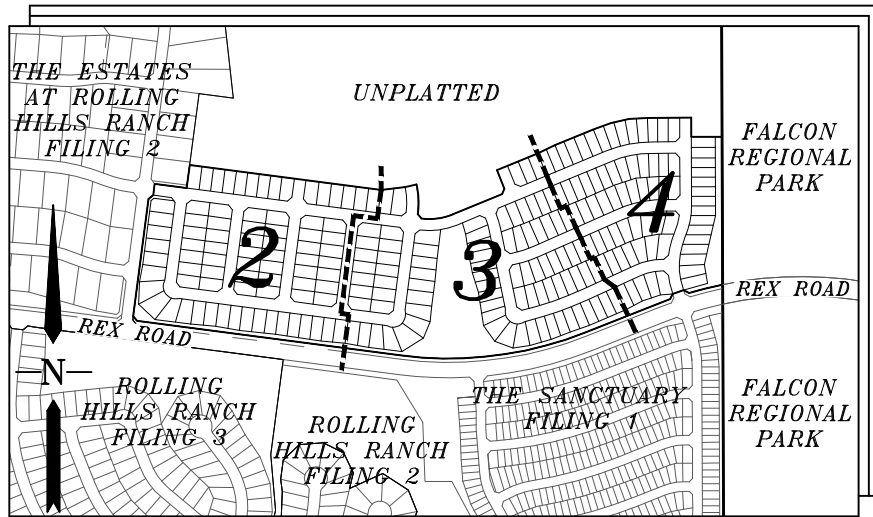 THE ESTATES
AT ROLLING
HILLS RANCH
FILING 2
UNPLATTED
FALCON
REGIONAL
PARK
2
3
4
REX ROAD
REX ROAD
N
ROLLING
HILLS RANCH
FILING 3
ROLLING
HILLS RANCH
FILING 2
THE SANCTUARY
FILING 1
FALCON
REGIONAL
PARK